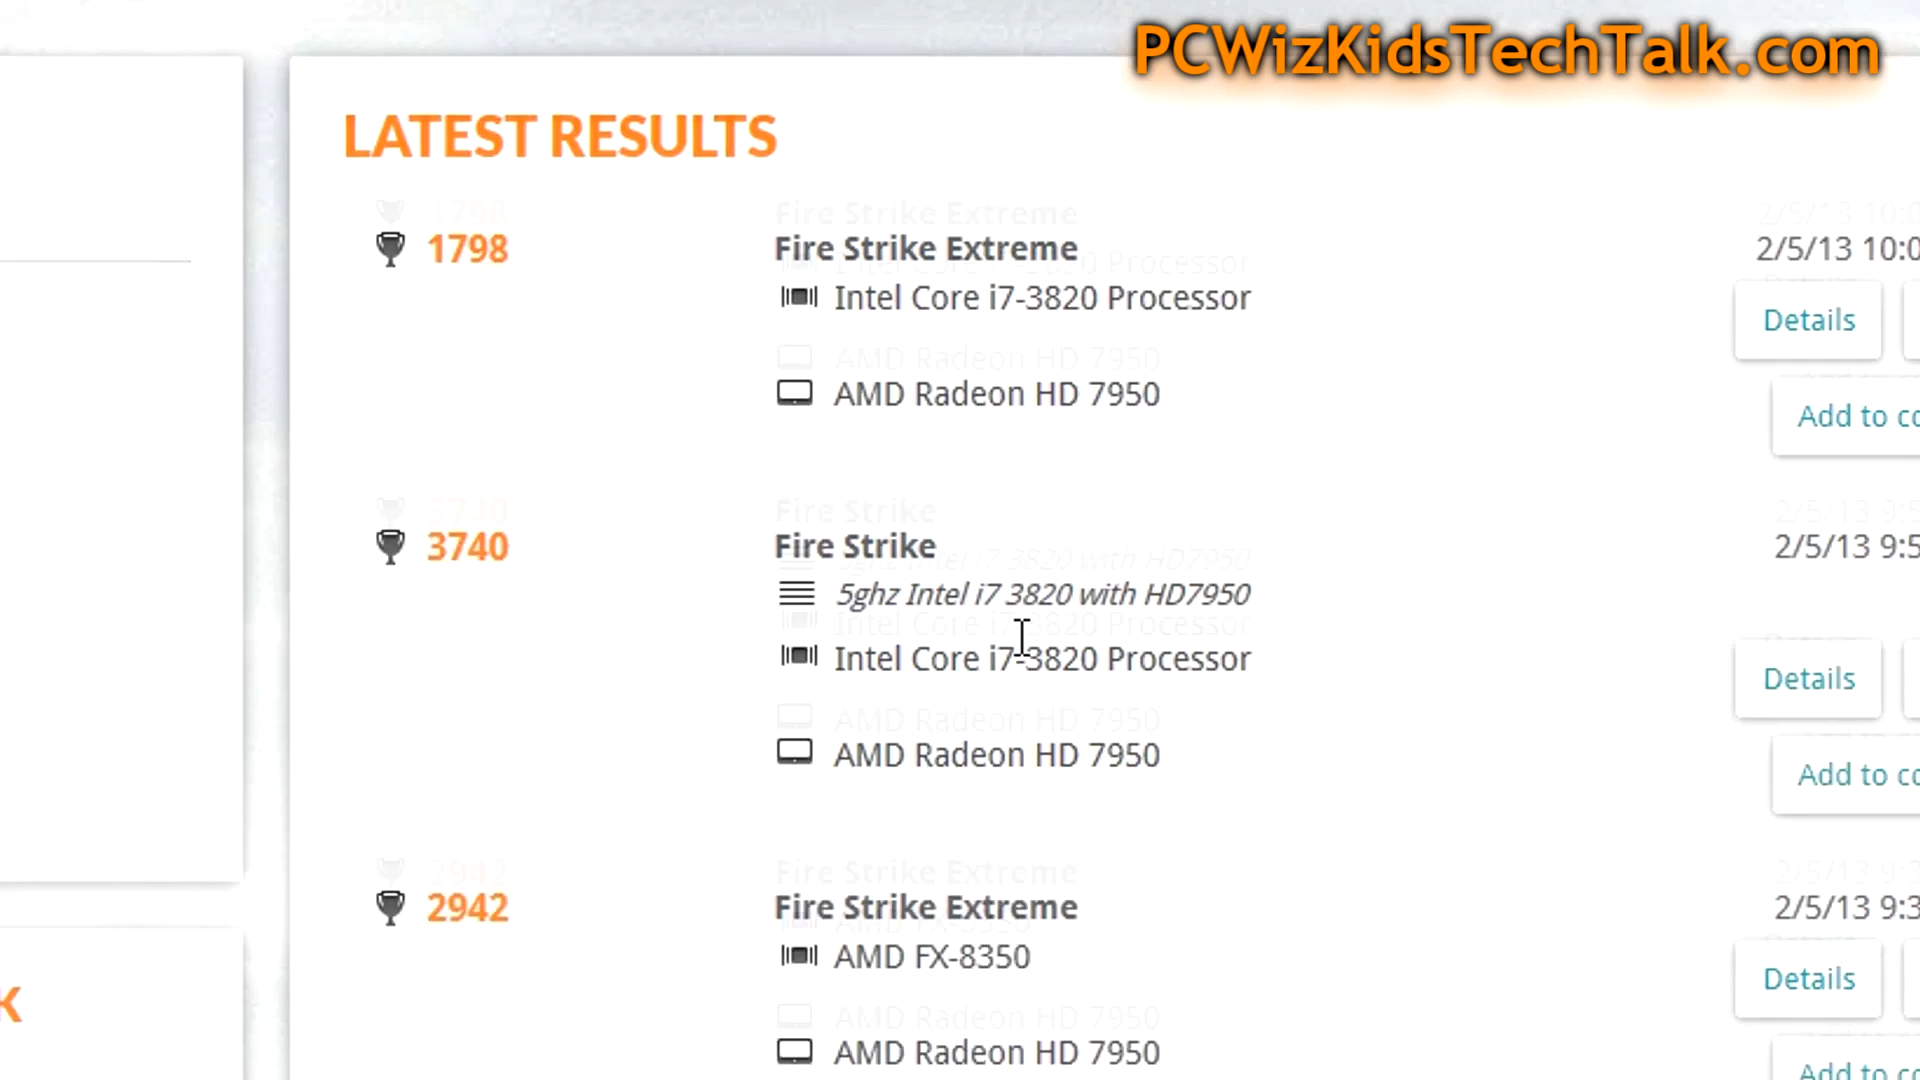 PCWizKidsTechTalk.com
LATEST RESULTS
1798 Fire Strike Extreme 2/5/13 10:0
Intel Core i7-3820 Processor
Details
AMD Radeon HD 7950
Add to co
3740 Fire Strike 2/5/13 9:5
5ghz Intel i7 3820 with HD7950
Intel Core i7-3820 Processor
Details
AMD Radeon HD 7950
Add to co
2942 Fire Strike Extreme 2/5/13 9:3
AMD FX-8350
Details
K
AMD Radeon HD 7950
Add to co